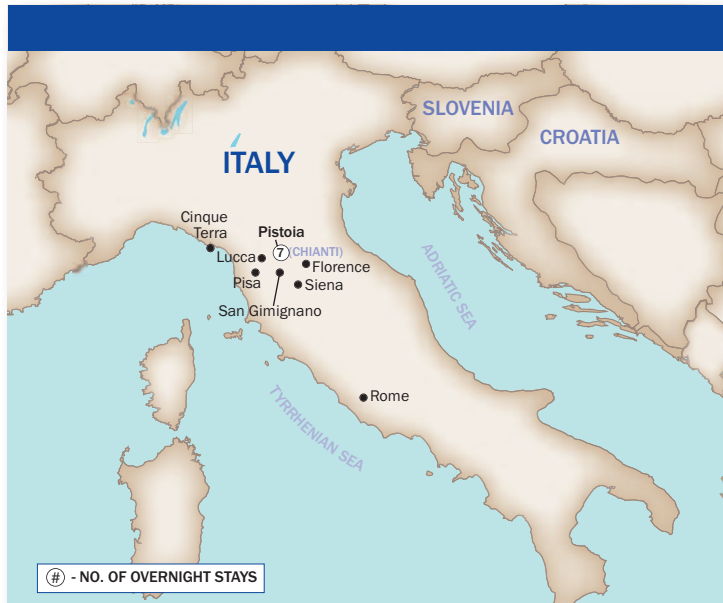 SLOVENIA
CROATIA
ITALY
Cinque
Terra
Pistoia
7
(CHIANTI)
Lucca
Florence
Pisa
Siena
San Gimignano
ADRIATIC SEA
Rome
TYRRHENIAN SEA
# - NO. OF OVERNIGHT STAYS